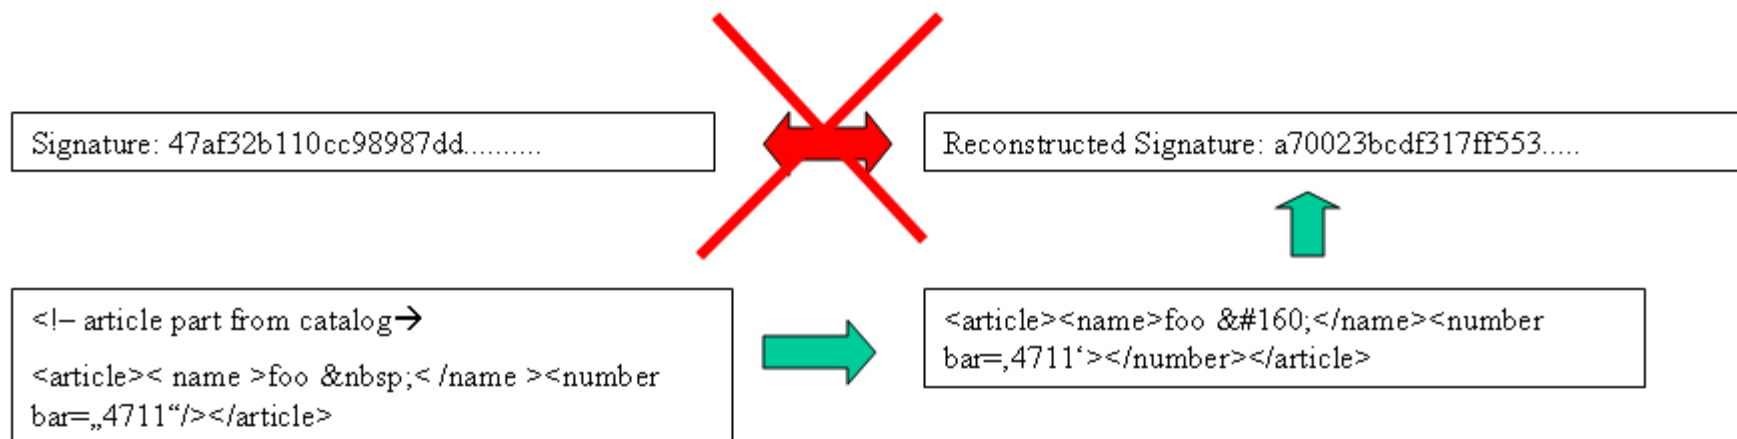 Signature: 47af32b110cc98987dd..........
Reconstructed Signature: a70023bcdf317ff553.....
<!– article part from catalog→
<article>< name >foo &nbsp;< /name ><number
bar=„4711“/></article>
<article><name>foo &#160;</name><number
bar=‚4711‘></number></article>